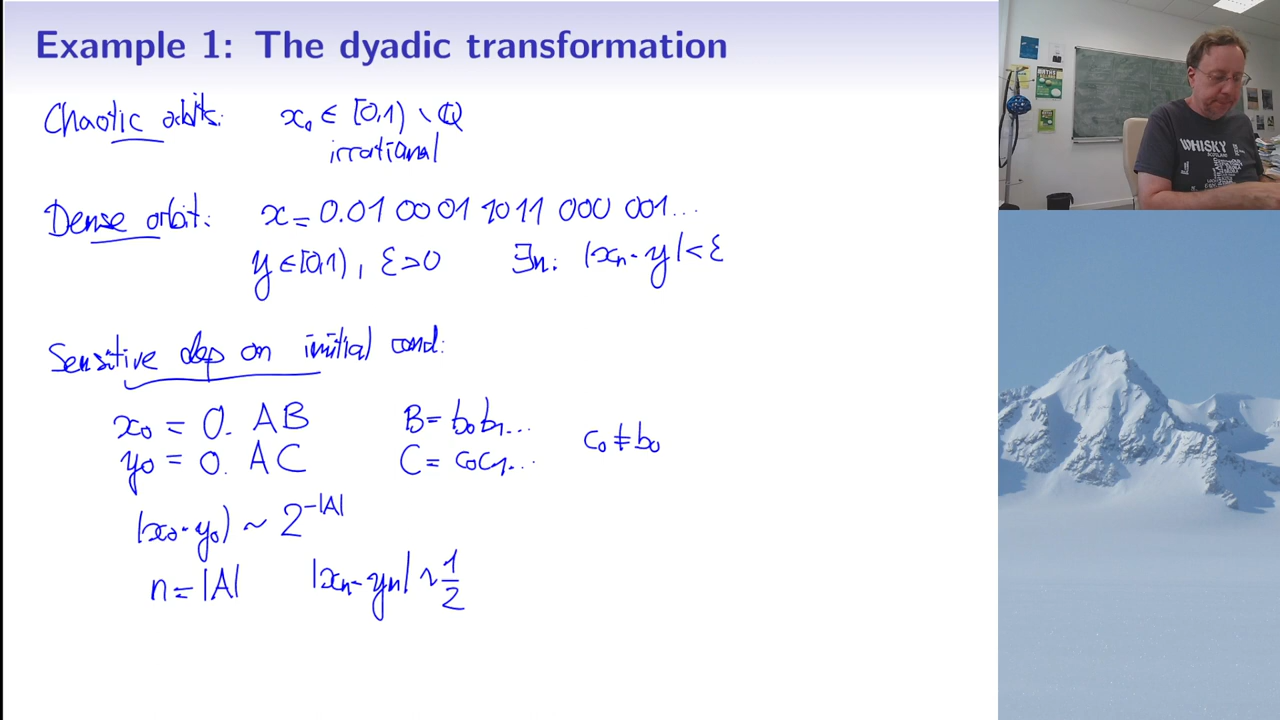 Example 1: The dyadic transformation
Chaotic orbits: x₀ ∈ [0,1) \ ℚ
irrational
Dense orbit: x = 0.01 00 01 10 11 000 001...
y ∈ [0,1), ε>0 ∃n: |xₙ - y| < ε
Sensitive dep on initial cond:
x₀ = 0. AB B = b₀b₁... c₀ ≠ b₀
y₀ = 0. AC C = c₀c₁...
|x₀ - y₀| ~ 2^{-|A|}
n = |A| |xₙ - yₙ| ~ 1/2
WHISKY